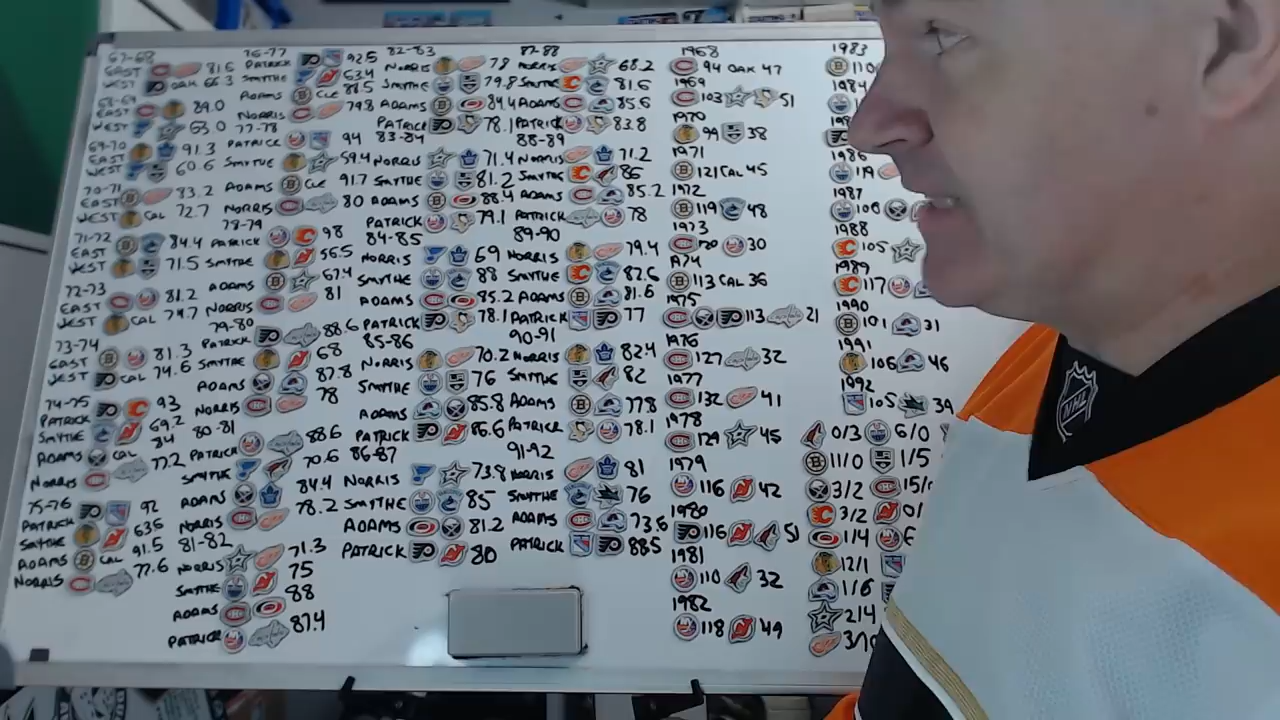 67-68
EAST 81.6
WEST OAK 66.3
68-69
EAST 89.0
WEST 63.0
69-70
EAST 91.3
WEST 60.6
70-71
EAST 83.2
WEST CAL 72.7
71-72
EAST 84.4
WEST 71.5
72-73
EAST 81.2
WEST CAL 74.7
73-74
EAST 81.3
WEST CAL 74.6
74-75
PATRICK 93
SMYTHE 69.2
ADAMS CAL 84
NORRIS 77.2
75-76
PATRICK 92
SMYTHE 63.6
ADAMS CAL 91.5
NORRIS 77.6
76-77
PATRICK 92.5
SMYTHE 63.4
ADAMS CLE 88.5
NORRIS 79.8
77-78
PATRICK 94
SMYTHE 59.4
ADAMS CLE 91.7
NORRIS 80
78-79
PATRICK 98
SMYTHE 56.5
ADAMS 67.4
NORRIS 81
79-80
PATRICK 88.6
SMYTHE 68
ADAMS 87.8
NORRIS 78
80-81
PATRICK 88.6
SMYTHE 70.6
ADAMS 84.4
NORRIS 78.2
81-82
NORRIS 71.3
SMYTHE 75
ADAMS 88
PATRICK 87.4
82-83
NORRIS 78
SMYTHE 79.8
ADAMS 84.4
PATRICK 78.1
83-84
NORRIS 71.4
SMYTHE 81.2
ADAMS 88.4
PATRICK 79.1
84-85
NORRIS 69
SMYTHE 88
ADAMS 85.2
PATRICK 78.1
85-86
NORRIS 70.2
SMYTHE 76
ADAMS 85.8
PATRICK 86.6
86-87
NORRIS 73.8
SMYTHE 85
ADAMS 81.2
PATRICK 80
87-88
NORRIS 68.2
SMYTHE 81.6
ADAMS 85.6
PATRICK 83.8
88-89
NORRIS 71.2
SMYTHE 86
ADAMS 85.2
PATRICK 78
89-90
NORRIS 79.4
SMYTHE 82.6
ADAMS 81.6
PATRICK 77
90-91
NORRIS 82.4
SMYTHE 82
ADAMS 77.8
PATRICK 78.1
91-92
NORRIS 81
SMYTHE 76
ADAMS 73.6
PATRICK 88.5
1968
94 OAK 47
1969
103 51
1970
99 38
1971
121 CAL 45
1972
119 48
1973
120 30
1974
113 CAL 36
1975
113 21
1976
127 32
1977
132 41
1978
129 45
1979
116 42
1980
116 51
1981
110 32
1982
118 49
1983
110
1984
1986
119
1987
106
1988
105
1989
117
1990
101 31
1991
106 46
1992
105 39
0/3 6/0
11/0 1/5
3/2 15/
3/2 0/
1/4 6
12/1
1/6
2/4
3/
NHL